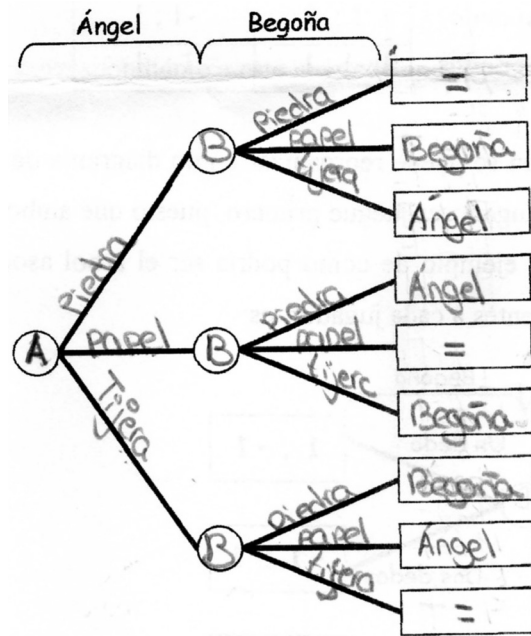 Ángel Begoña
piedra
=
papel
Begoña
tijera
Ángel
B
Piedra
piedra
Ángel
A
papel
B
papel
=
tijera
Begoña
Tijera
piedra
Begoña
B
papel
Ángel
tijera
=